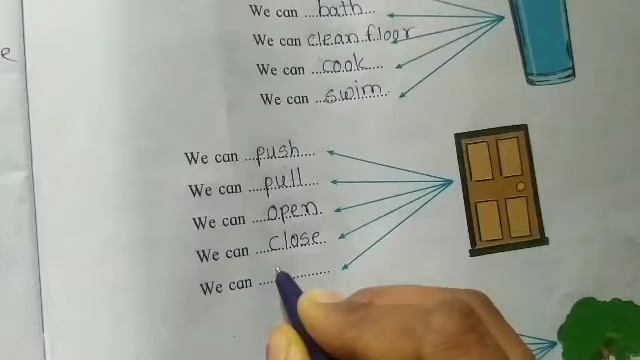 We can ...bath...
We can clean floor
We can ...cook....
We can ...swim....
We can ...push....
We can ...pull....
We can ...open.
We can ...close..
We can ................